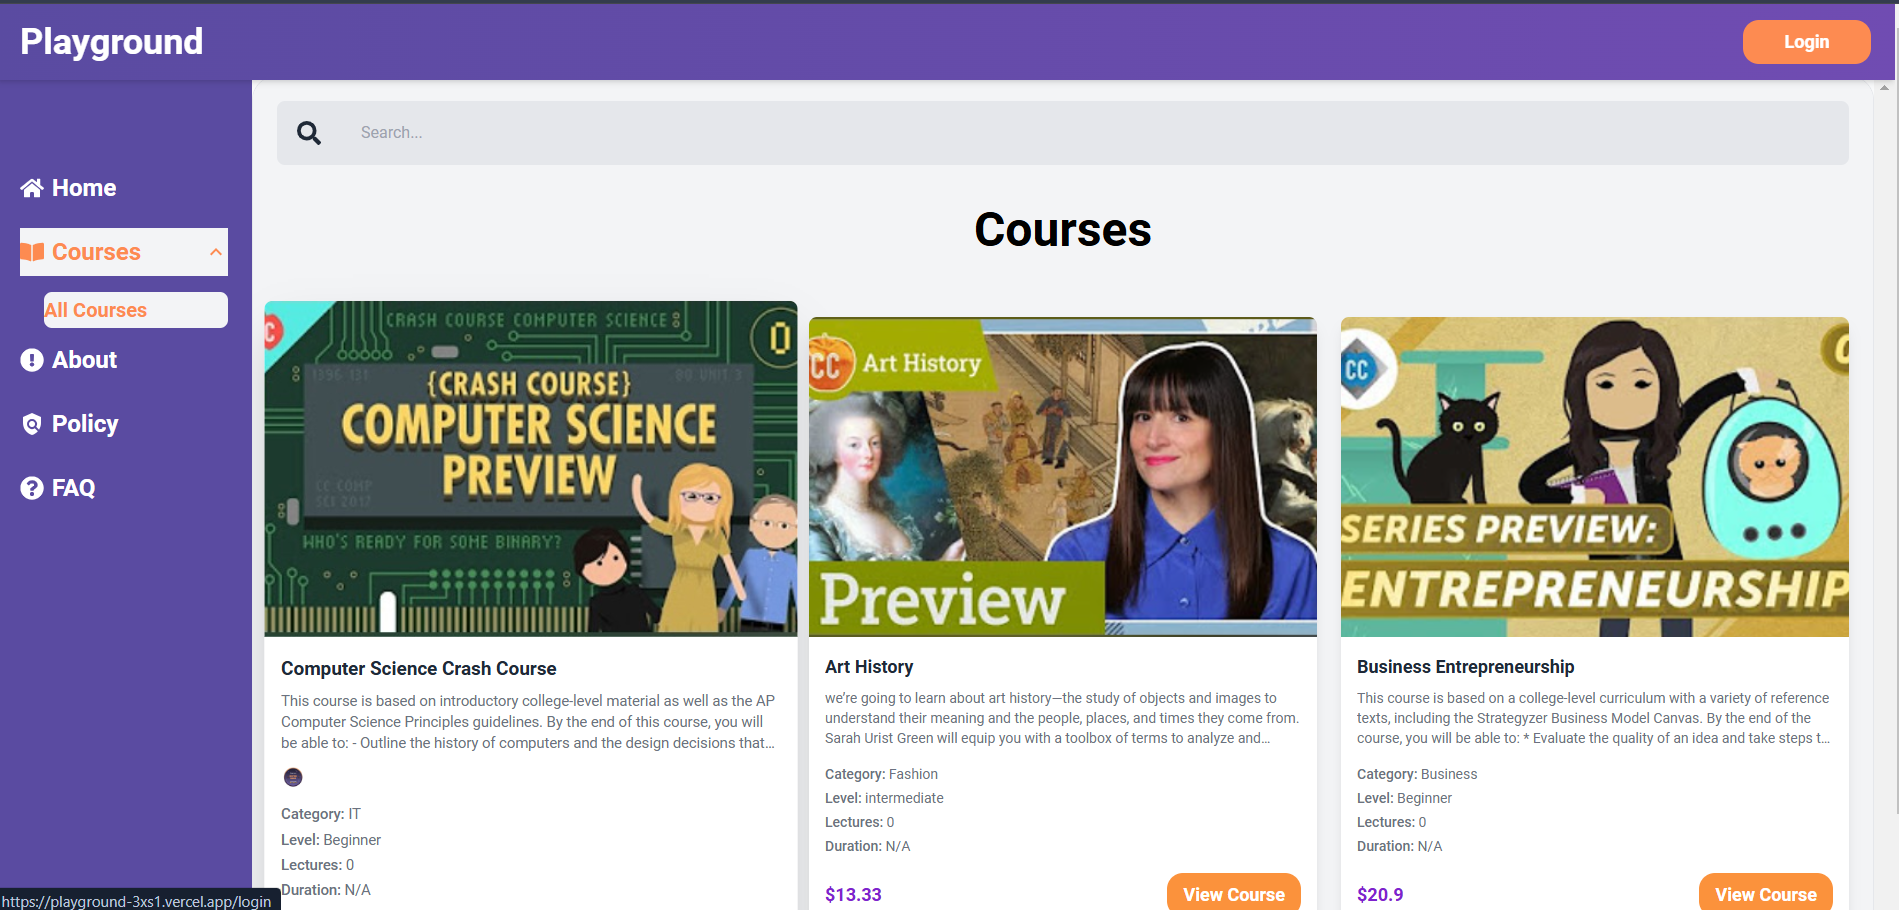 Playground
Login
Search...
Home
Courses
All Courses
About
Policy
FAQ
Courses
CRASH COURSE COMPUTER SCIENCE
0
1396 131
80 UNIT 3
{CRASH COURSE}
COMPUTER SCIENCE
PREVIEW
CC COMP
SCI 2017
WHO'S READY FOR SOME BINARY?
CC Art History
Preview
CC
SERIES PREVIEW:
ENTREPRENEURSHIP
Computer Science Crash Course
This course is based on introductory college-level material as well as the AP
Computer Science Principles guidelines. By the end of this course, you will
be able to: - Outline the history of computers and the design decisions that...
Category: IT
Level: Beginner
Lectures: 0
Duration: N/A
Art History
we’re going to learn about art history—the study of objects and images to
understand their meaning and the people, places, and times they come from.
Sarah Urist Green will equip you with a toolbox of terms to analyze and...
Category: Fashion
Level: intermediate
Lectures: 0
Duration: N/A
$13.33
View Course
Business Entrepreneurship
This course is based on a college-level curriculum with a variety of reference
texts, including the Strategyzer Business Model Canvas. By the end of the
course, you will be able to: * Evaluate the quality of an idea and take steps t...
Category: Business
Level: Beginner
Lectures: 0
Duration: N/A
$20.9
View Course
https://playground-3xs1.vercel.app/login